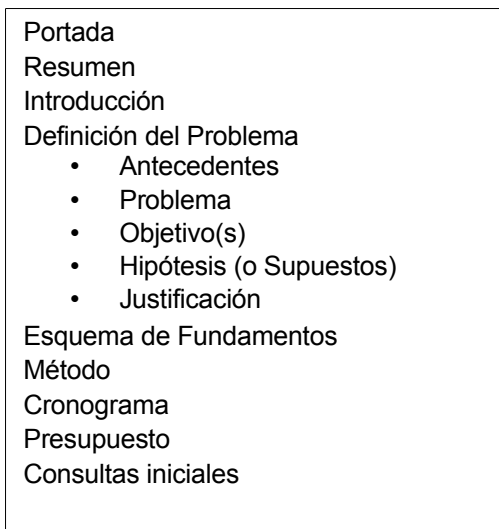 Portada
Resumen
Introducción
Definición del Problema
• Antecedentes
• Problema
• Objetivo(s)
• Hipótesis (o Supuestos)
• Justificación
Esquema de Fundamentos
Método
Cronograma
Presupuesto
Consultas iniciales